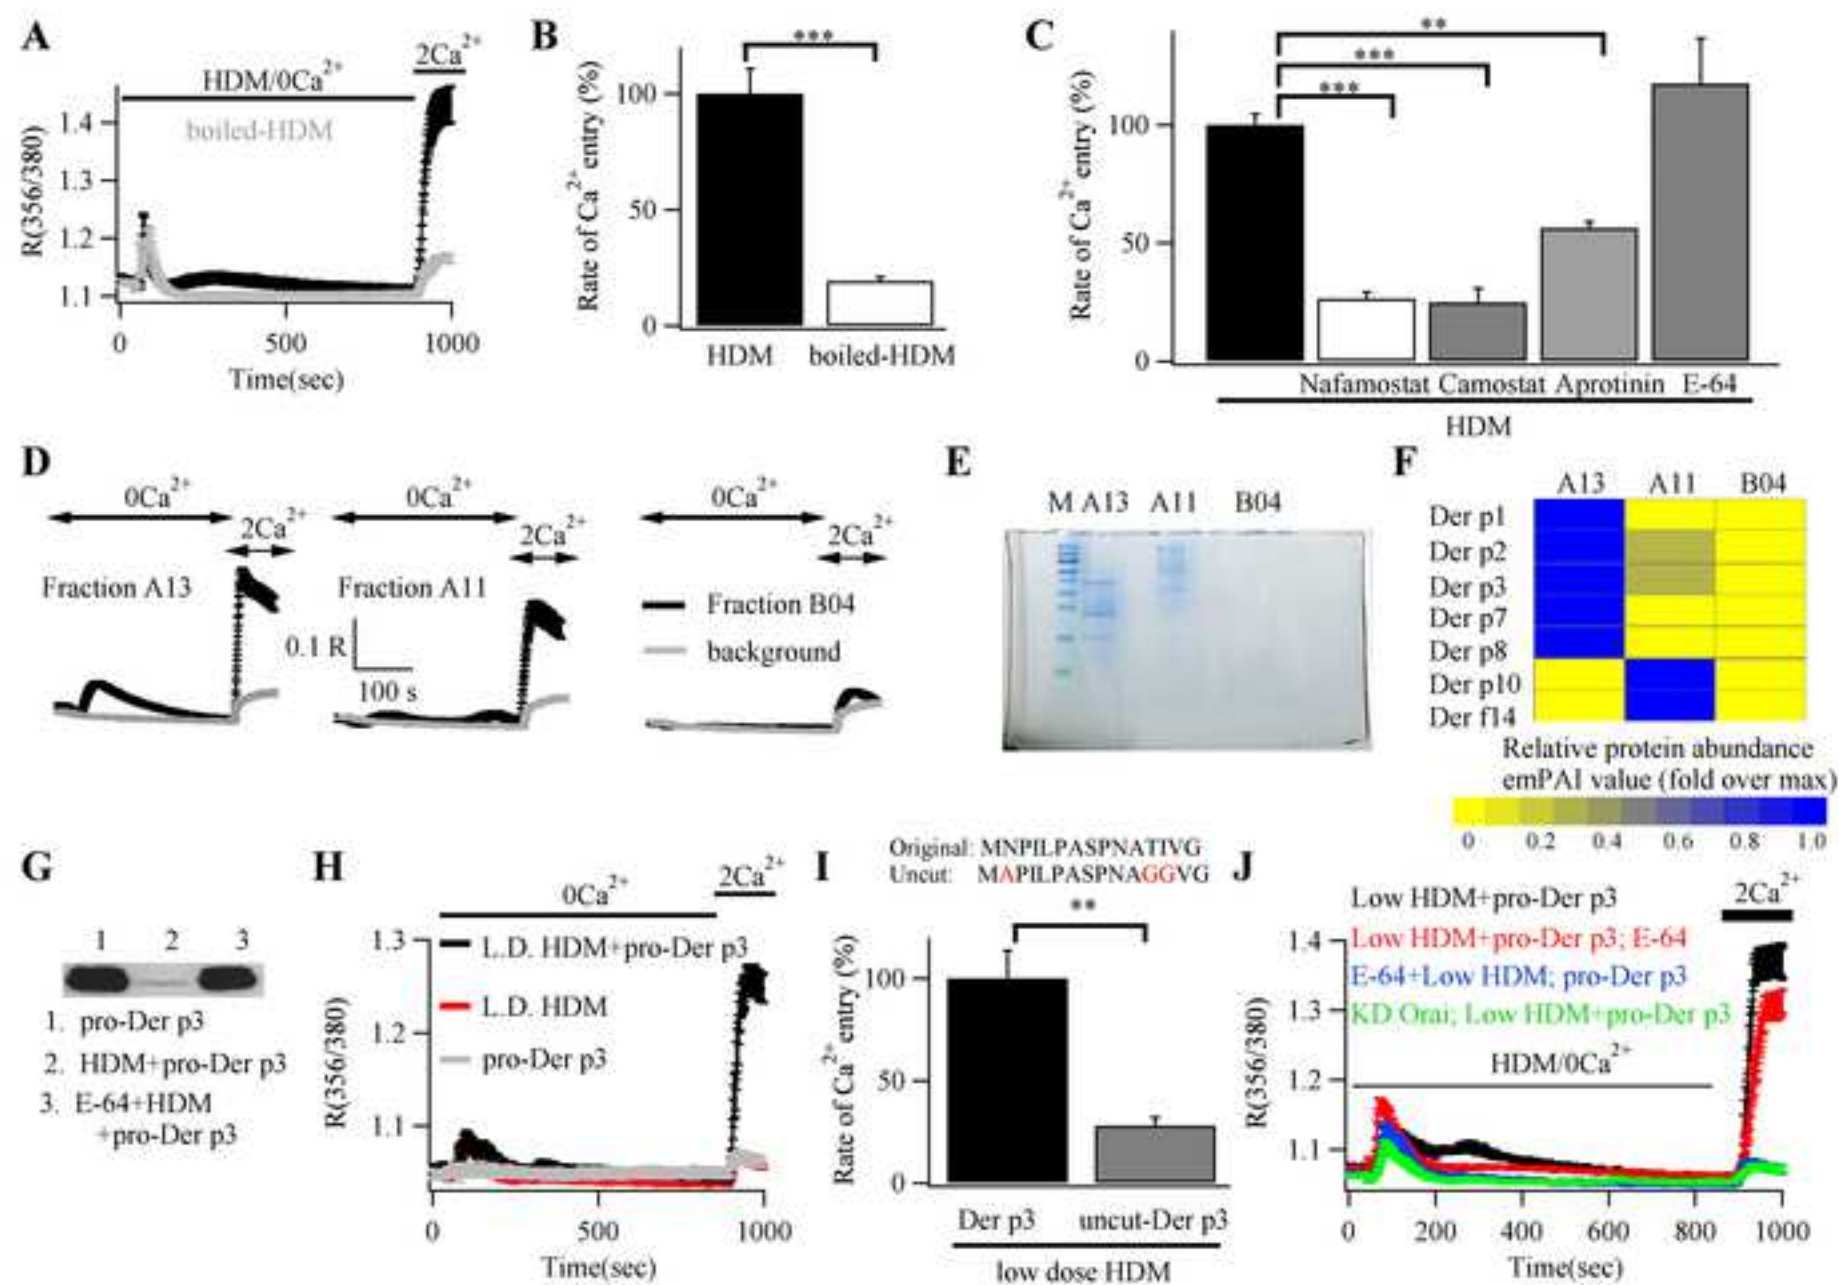 A
HDM/0Ca²⁺
2Ca²⁺
boiled-HDM
R(356/380)
1.4
1.3
1.2
1.1
0
500
1000
Time(sec)
B
***
Rate of Ca²⁺ entry (%)
100
50
0
HDM
boiled-HDM
C
**
***
***
Rate of Ca²⁺ entry (%)
100
50
0
Nafamostat Camostat Aprotinin E-64
HDM
D
0Ca²⁺
2Ca²⁺
Fraction A13
0Ca²⁺
2Ca²⁺
Fraction A11
0.1 R
100 s
0Ca²⁺
2Ca²⁺
Fraction B04
background
E
M A13 A11 B04
F
A13 A11 B04
Der p1
Der p2
Der p3
Der p7
Der p8
Der p10
Der f14
Relative protein abundance
emPAI value (fold over max)
0 0.2 0.4 0.6 0.8 1.0
G
1 2 3
1. pro-Der p3
2. HDM+pro-Der p3
3. E-64+HDM
+pro-Der p3
H
0Ca²⁺
2Ca²⁺
L.D. HDM+pro-Der p3
L.D. HDM
pro-Der p3
R(356/380)
1.3
1.2
1.1
0
500
1000
Time(sec)
I
Original: MNPILPASPNATIVG
Uncut: MAPILPASPNAGGVG
**
Rate of Ca²⁺ entry (%)
100
50
0
Der p3
uncut-Der p3
low dose HDM
J
Low HDM+pro-Der p3
2Ca²⁺
Low HDM+pro-Der p3; E-64
E-64+Low HDM; pro-Der p3
KD Orai; Low HDM+pro-Der p3
HDM/0Ca²⁺
R(356/380)
1.4
1.3
1.2
1.1
0 200 400 600 800 1000
Time(sec)